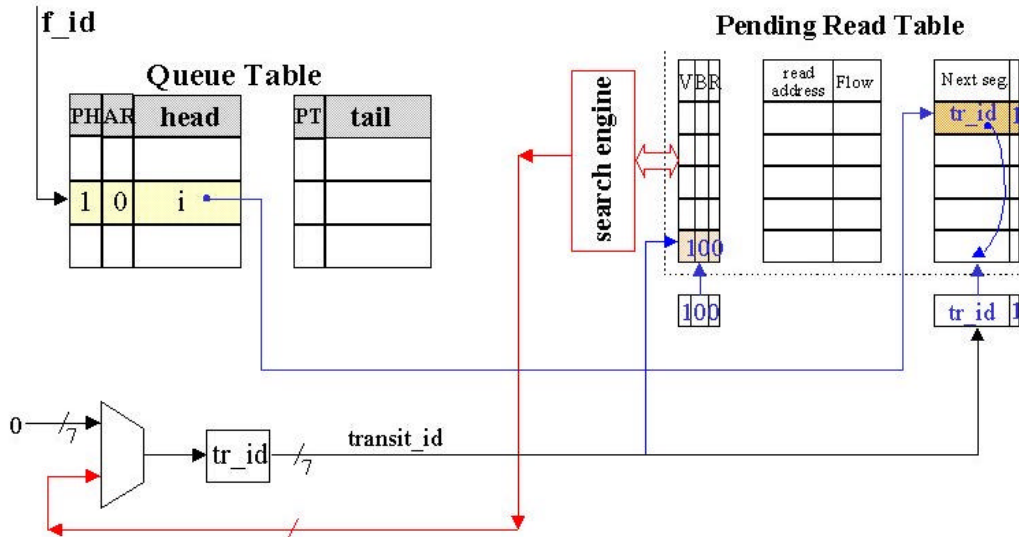 f_id
Pending Read Table
Queue Table
PH AR head
PT tail
search engine
V B R
read address
Flow
Next seg
tr_id 1
1 0 i
100
100
tr_id 1
0
7
tr_id
7
transit_id